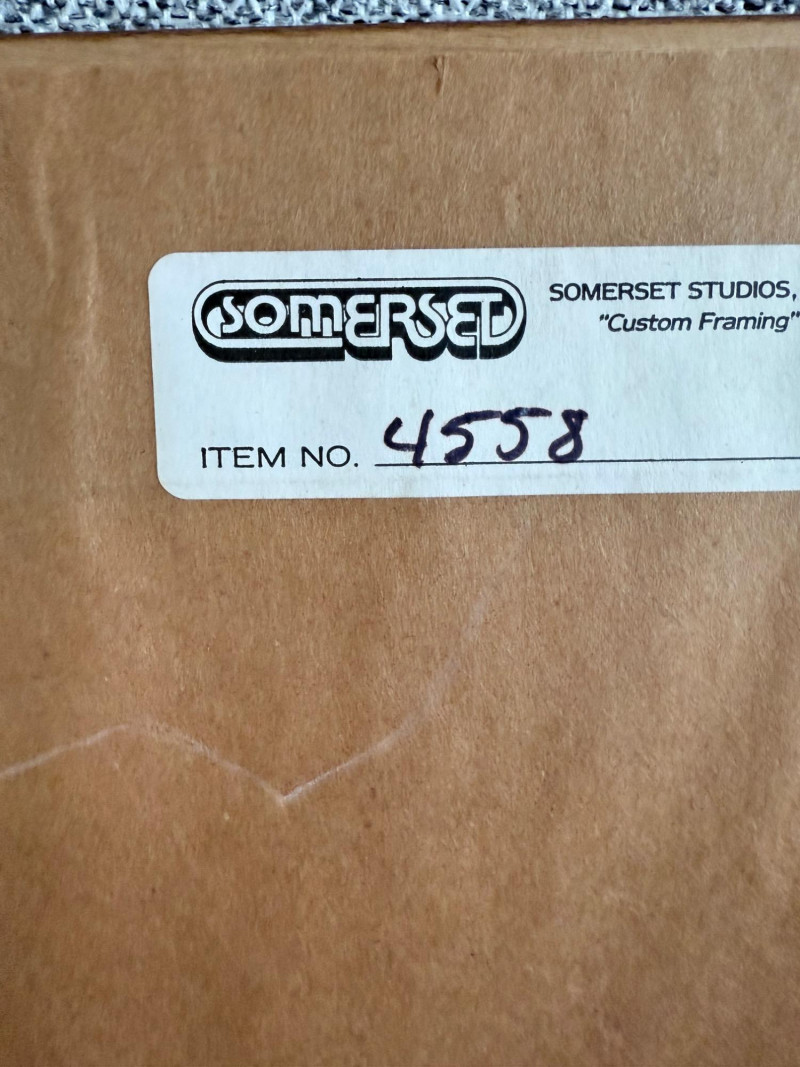 SOMERSET
SOMERSET STUDIOS,
"Custom Framing"
ITEM NO. 4558